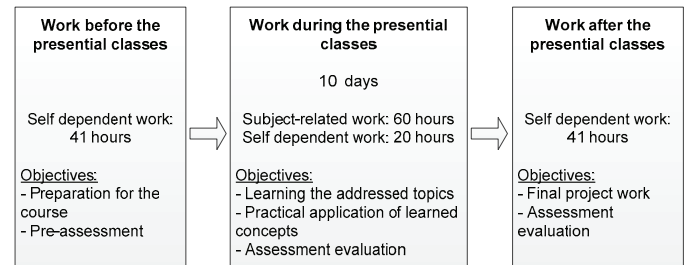 Work before the
presential classes
Self dependent work:
41 hours
Objectives:
- Preparation for the
course
- Pre-assessment
Work during the presential
classes
10 days
Subject-related work: 60 hours
Self dependent work: 20 hours
Objectives:
- Learning the addressed topics
- Practical application of learned
concepts
- Assessment evaluation
Work after the
presential classes
Self dependent work:
41 hours
Objectives:
- Final project work
- Assessment
evaluation